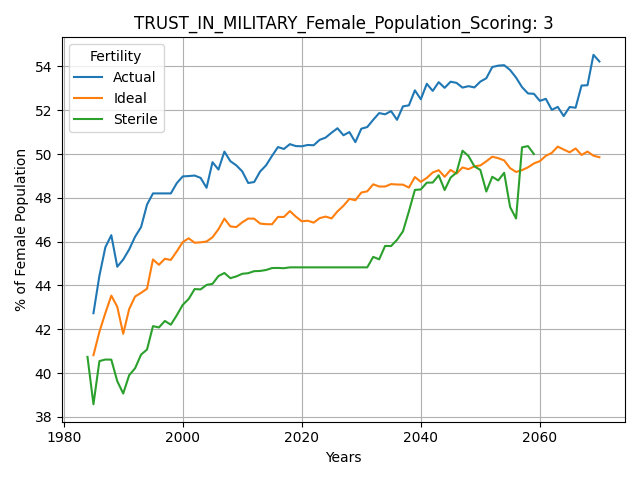 TRUST_IN_MILITARY_Female_Population_Scoring: 3
Fertility
Actual
Ideal
Sterile
% of Female Population
54
52
50
48
46
44
42
40
38
1980
2000
2020
2040
2060
Years